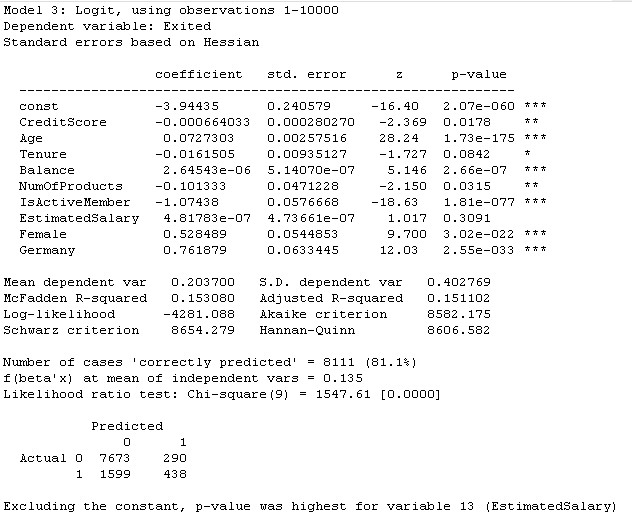 Model 3: Logit, using observations 1-10000
Dependent variable: Exited
Standard errors based on Hessian
coefficient std. error z p-value
---------------------------------------------------------------
const -3.94435 0.240579 -16.40 2.07e-060 ***
CreditScore -0.000664033 0.000280270 -2.369 0.0178 **
Age 0.0727303 0.00257516 28.24 1.73e-175 ***
Tenure -0.0161505 0.00935127 -1.727 0.0842 *
Balance 2.64543e-06 5.14070e-07 5.146 2.66e-07 ***
NumOfProducts -0.101333 0.0471228 -2.150 0.0315 **
IsActiveMember -1.07438 0.0576668 -18.63 1.81e-077 ***
EstimatedSalary 4.81783e-07 4.73661e-07 1.017 0.3091
Female 0.528489 0.0544853 9.700 3.02e-022 ***
Germany 0.761879 0.0633445 12.03 2.55e-033 ***
Mean dependent var 0.203700 S.D. dependent var 0.402769
McFadden R-squared 0.153080 Adjusted R-squared 0.151102
Log-likelihood -4281.088 Akaike criterion 8582.175
Schwarz criterion 8654.279 Hannan-Quinn 8606.582
Number of cases 'correctly predicted' = 8111 (81.1%)
f(beta'x) at mean of independent vars = 0.135
Likelihood ratio test: Chi-square(9) = 1547.61 [0.0000]
Predicted
0 1
Actual 0 7673 290
1 1599 438
Excluding the constant, p-value was highest for variable 13 (EstimatedSalary)